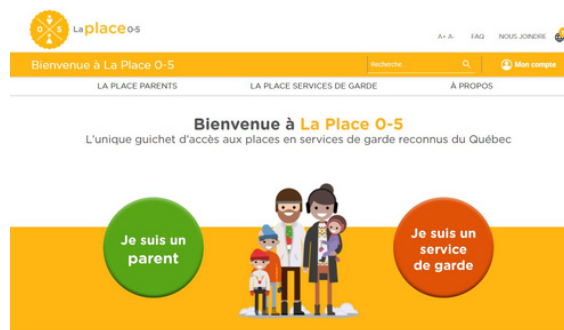 La place 0-5
A+ A- FAQ NOUS JOINDRE
Bienvenue à La Place 0-5
Recherche
Mon compte
LA PLACE PARENTS LA PLACE SERVICES DE GARDE À PROPOS
Bienvenue à La Place 0-5
L'unique guichet d'accès aux places en services de garde reconnus du Québec
Je suis un
parent
Je suis un
service
de garde